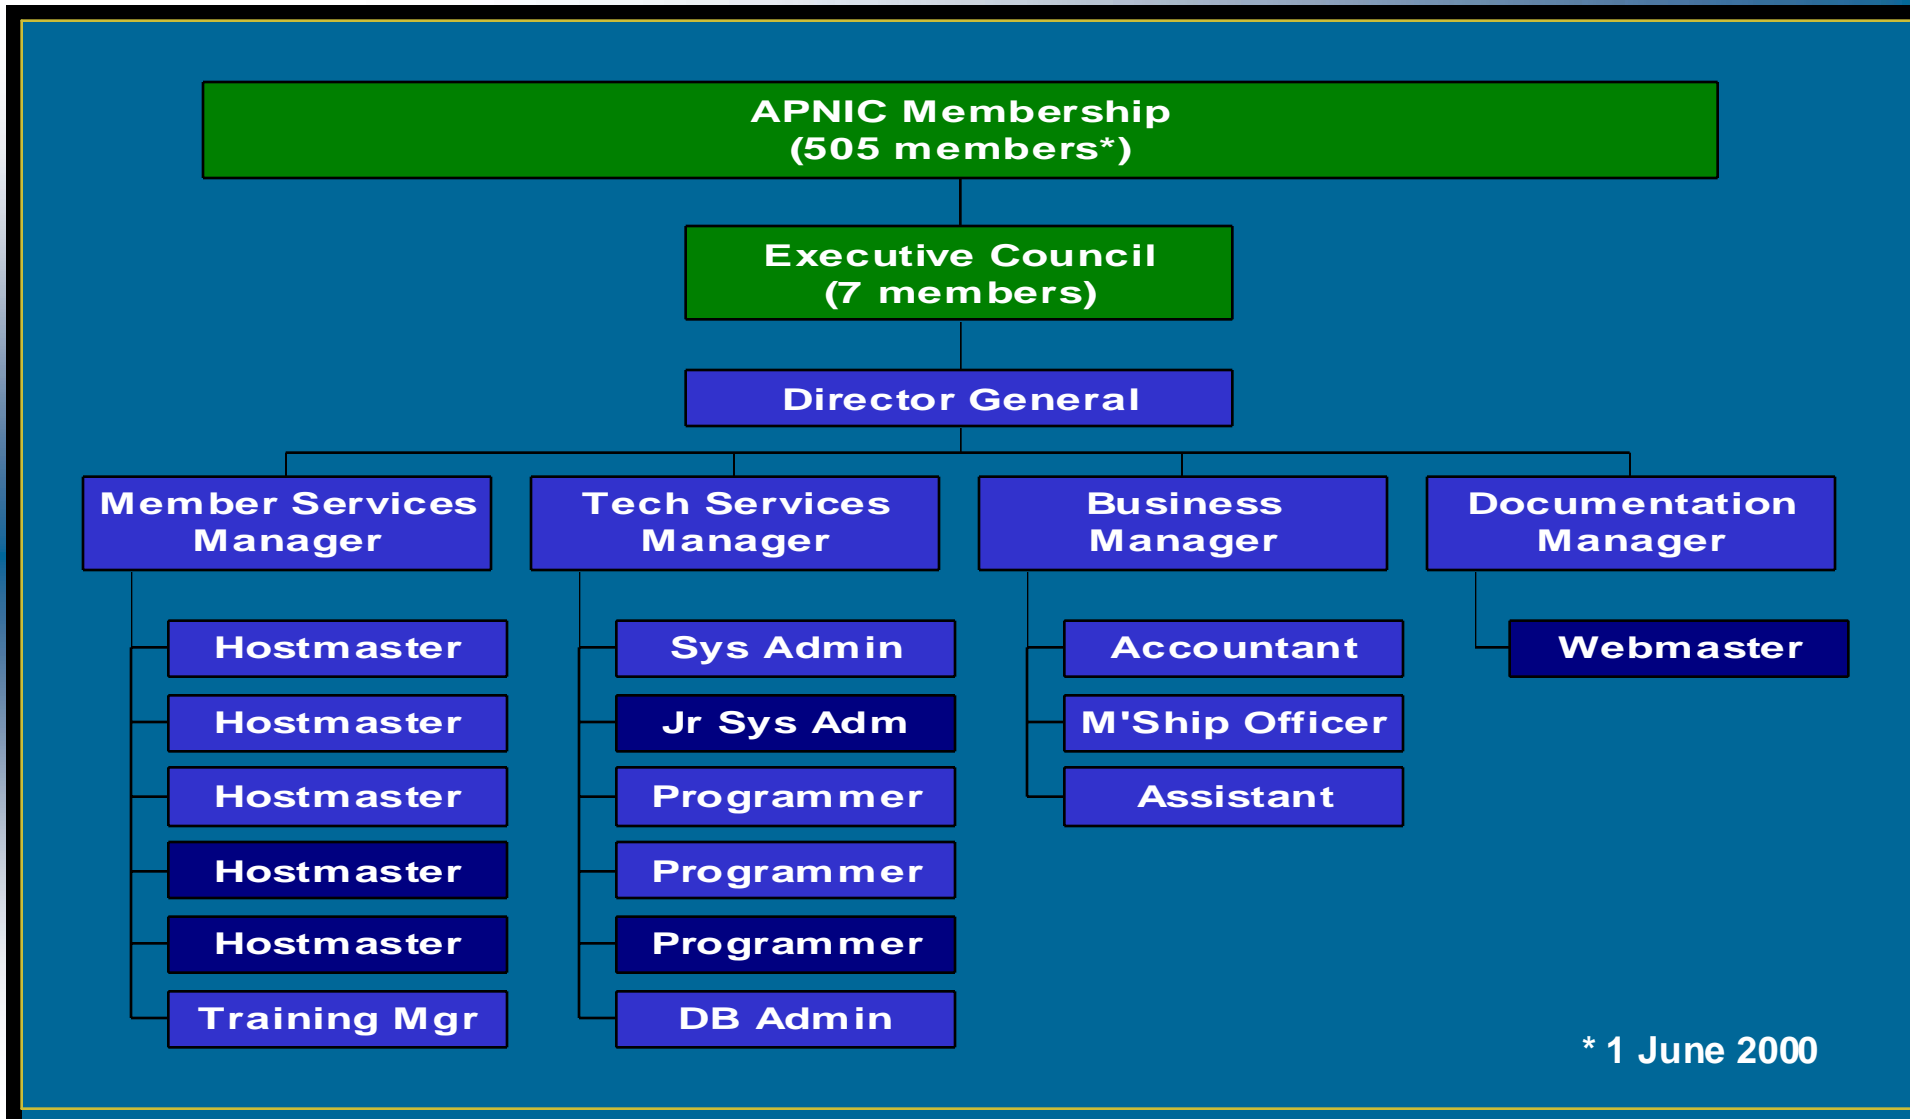 APNIC Membership
(505 members*)
Executive Council
(7 members)
Director General
Member Services
Manager
Tech Services
Manager
Business
Manager
Documentation
Manager
Hostmaster
Hostmaster
Hostmaster
Hostmaster
Hostmaster
Training Mgr
Sys Admin
Jr Sys Adm
Programmer
Programmer
Programmer
DB Admin
Accountant
M'Ship Officer
Assistant
Webmaster
* 1 June 2000